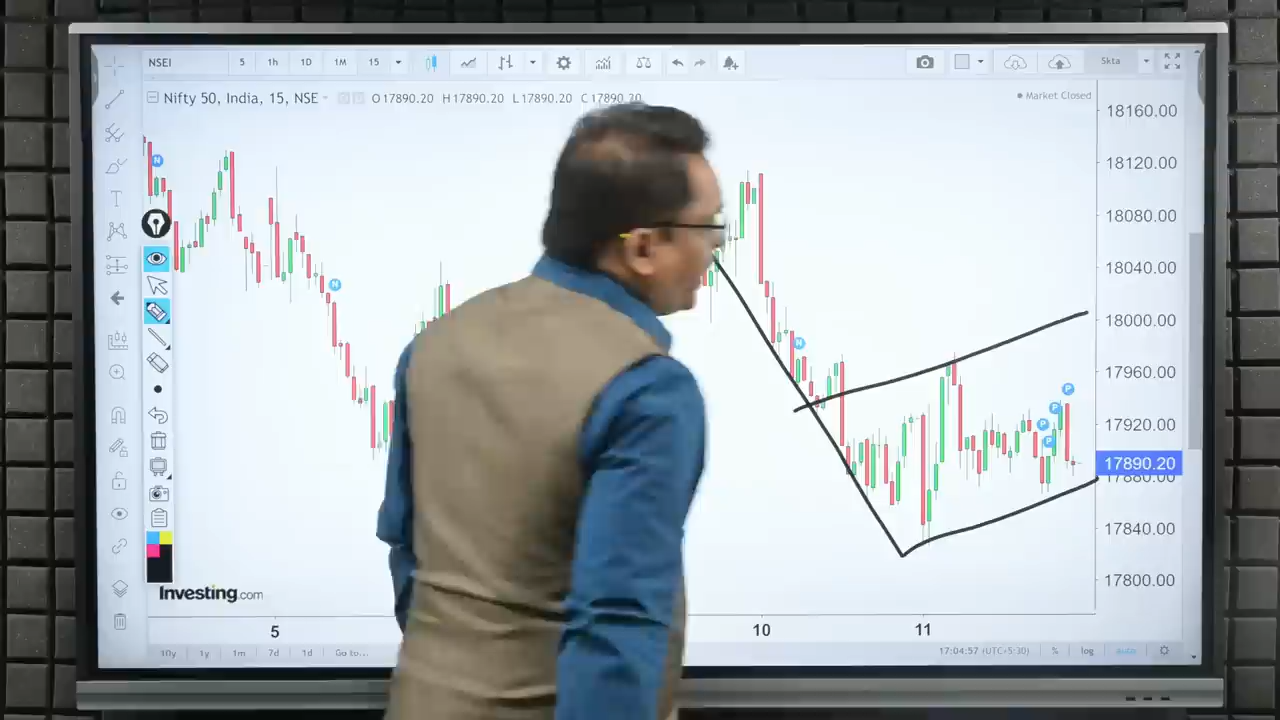 NSEI 5 1h 1D 1M 15 5kta
Nifty 50, India, 15, NSE O17890.20 H17890.20 L17890.20 C17890.20
Market Closed
18160.00
18120.00
18080.00
18040.00
18000.00
17960.00
17920.00
17890.20
17880.00
17840.00
17800.00
N
N
N
P
P
P
P
T
Investing.com
5 10 11
10y 1y 1m 7d 1d Go to... 17:04:57 (UTC+5:30) % log auto